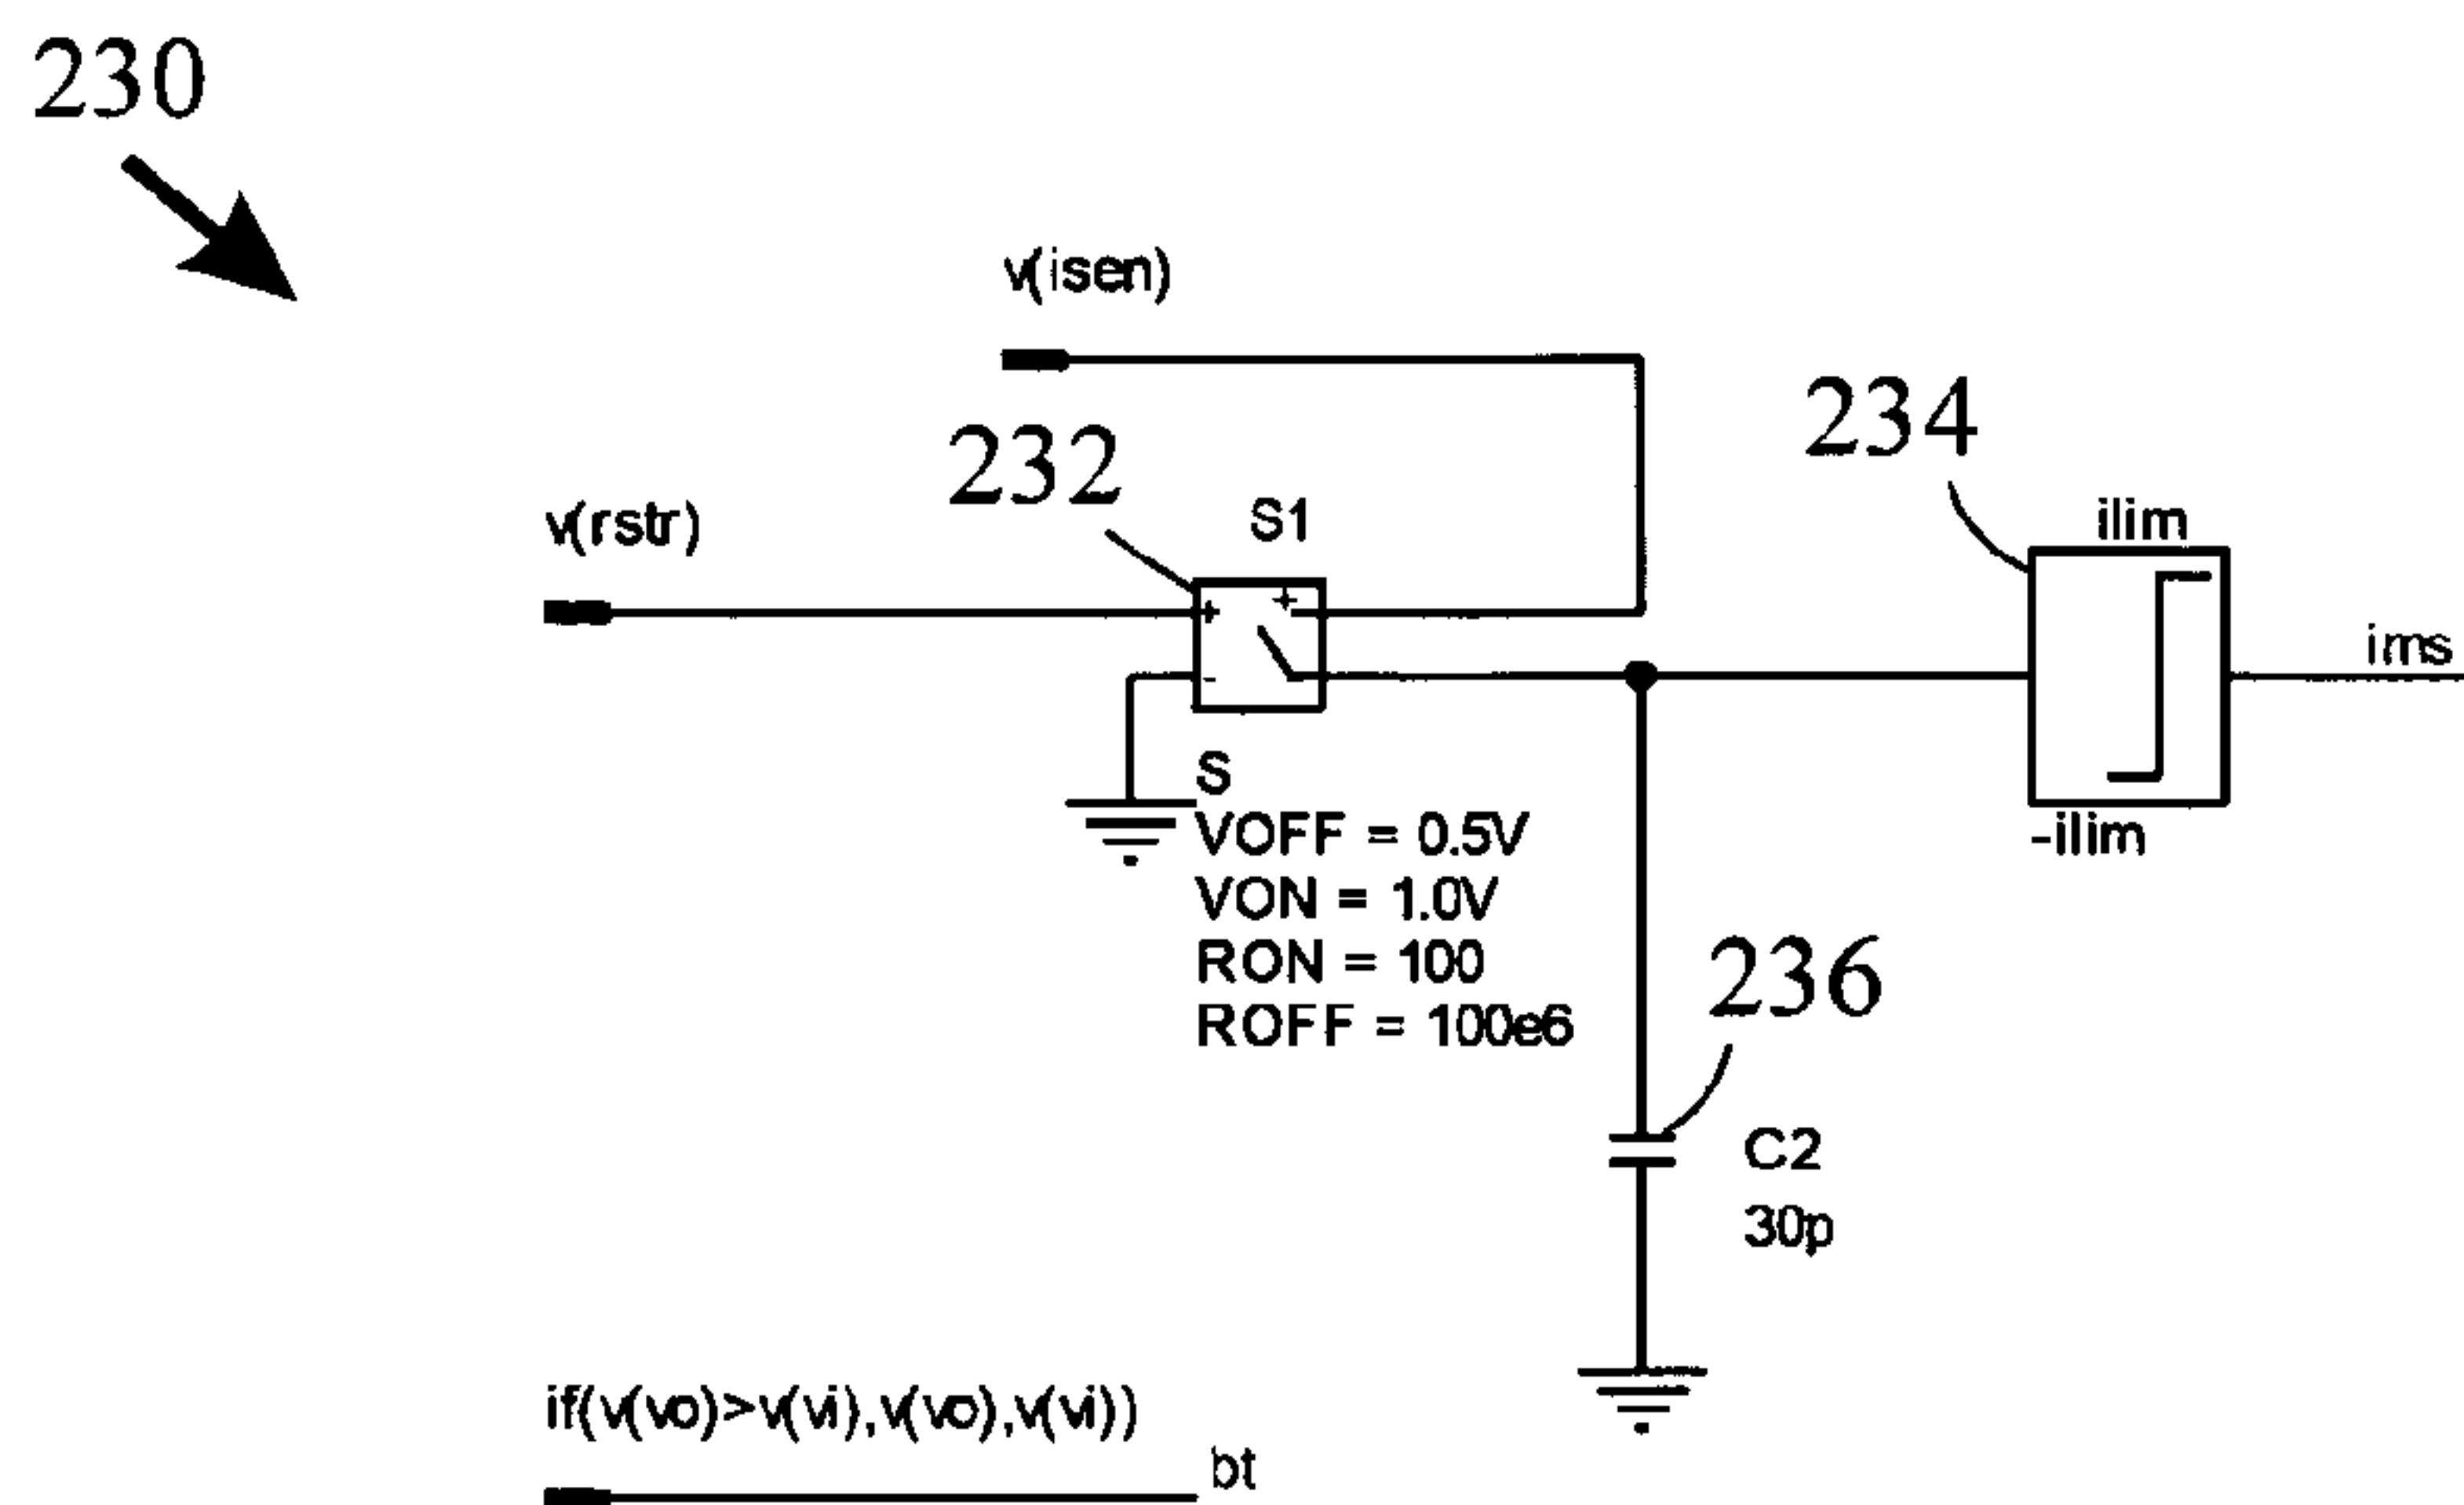 230
v(isen)
232
234
v(rstr)
S1
ilim
ims
+
+
-
S
VOFF = 0.5V
VON = 1.0V
RON = 100
ROFF = 100e6
-ilim
236
C2
30p
if(v(vo)>v(vi),v(vo),v(vi))
bt